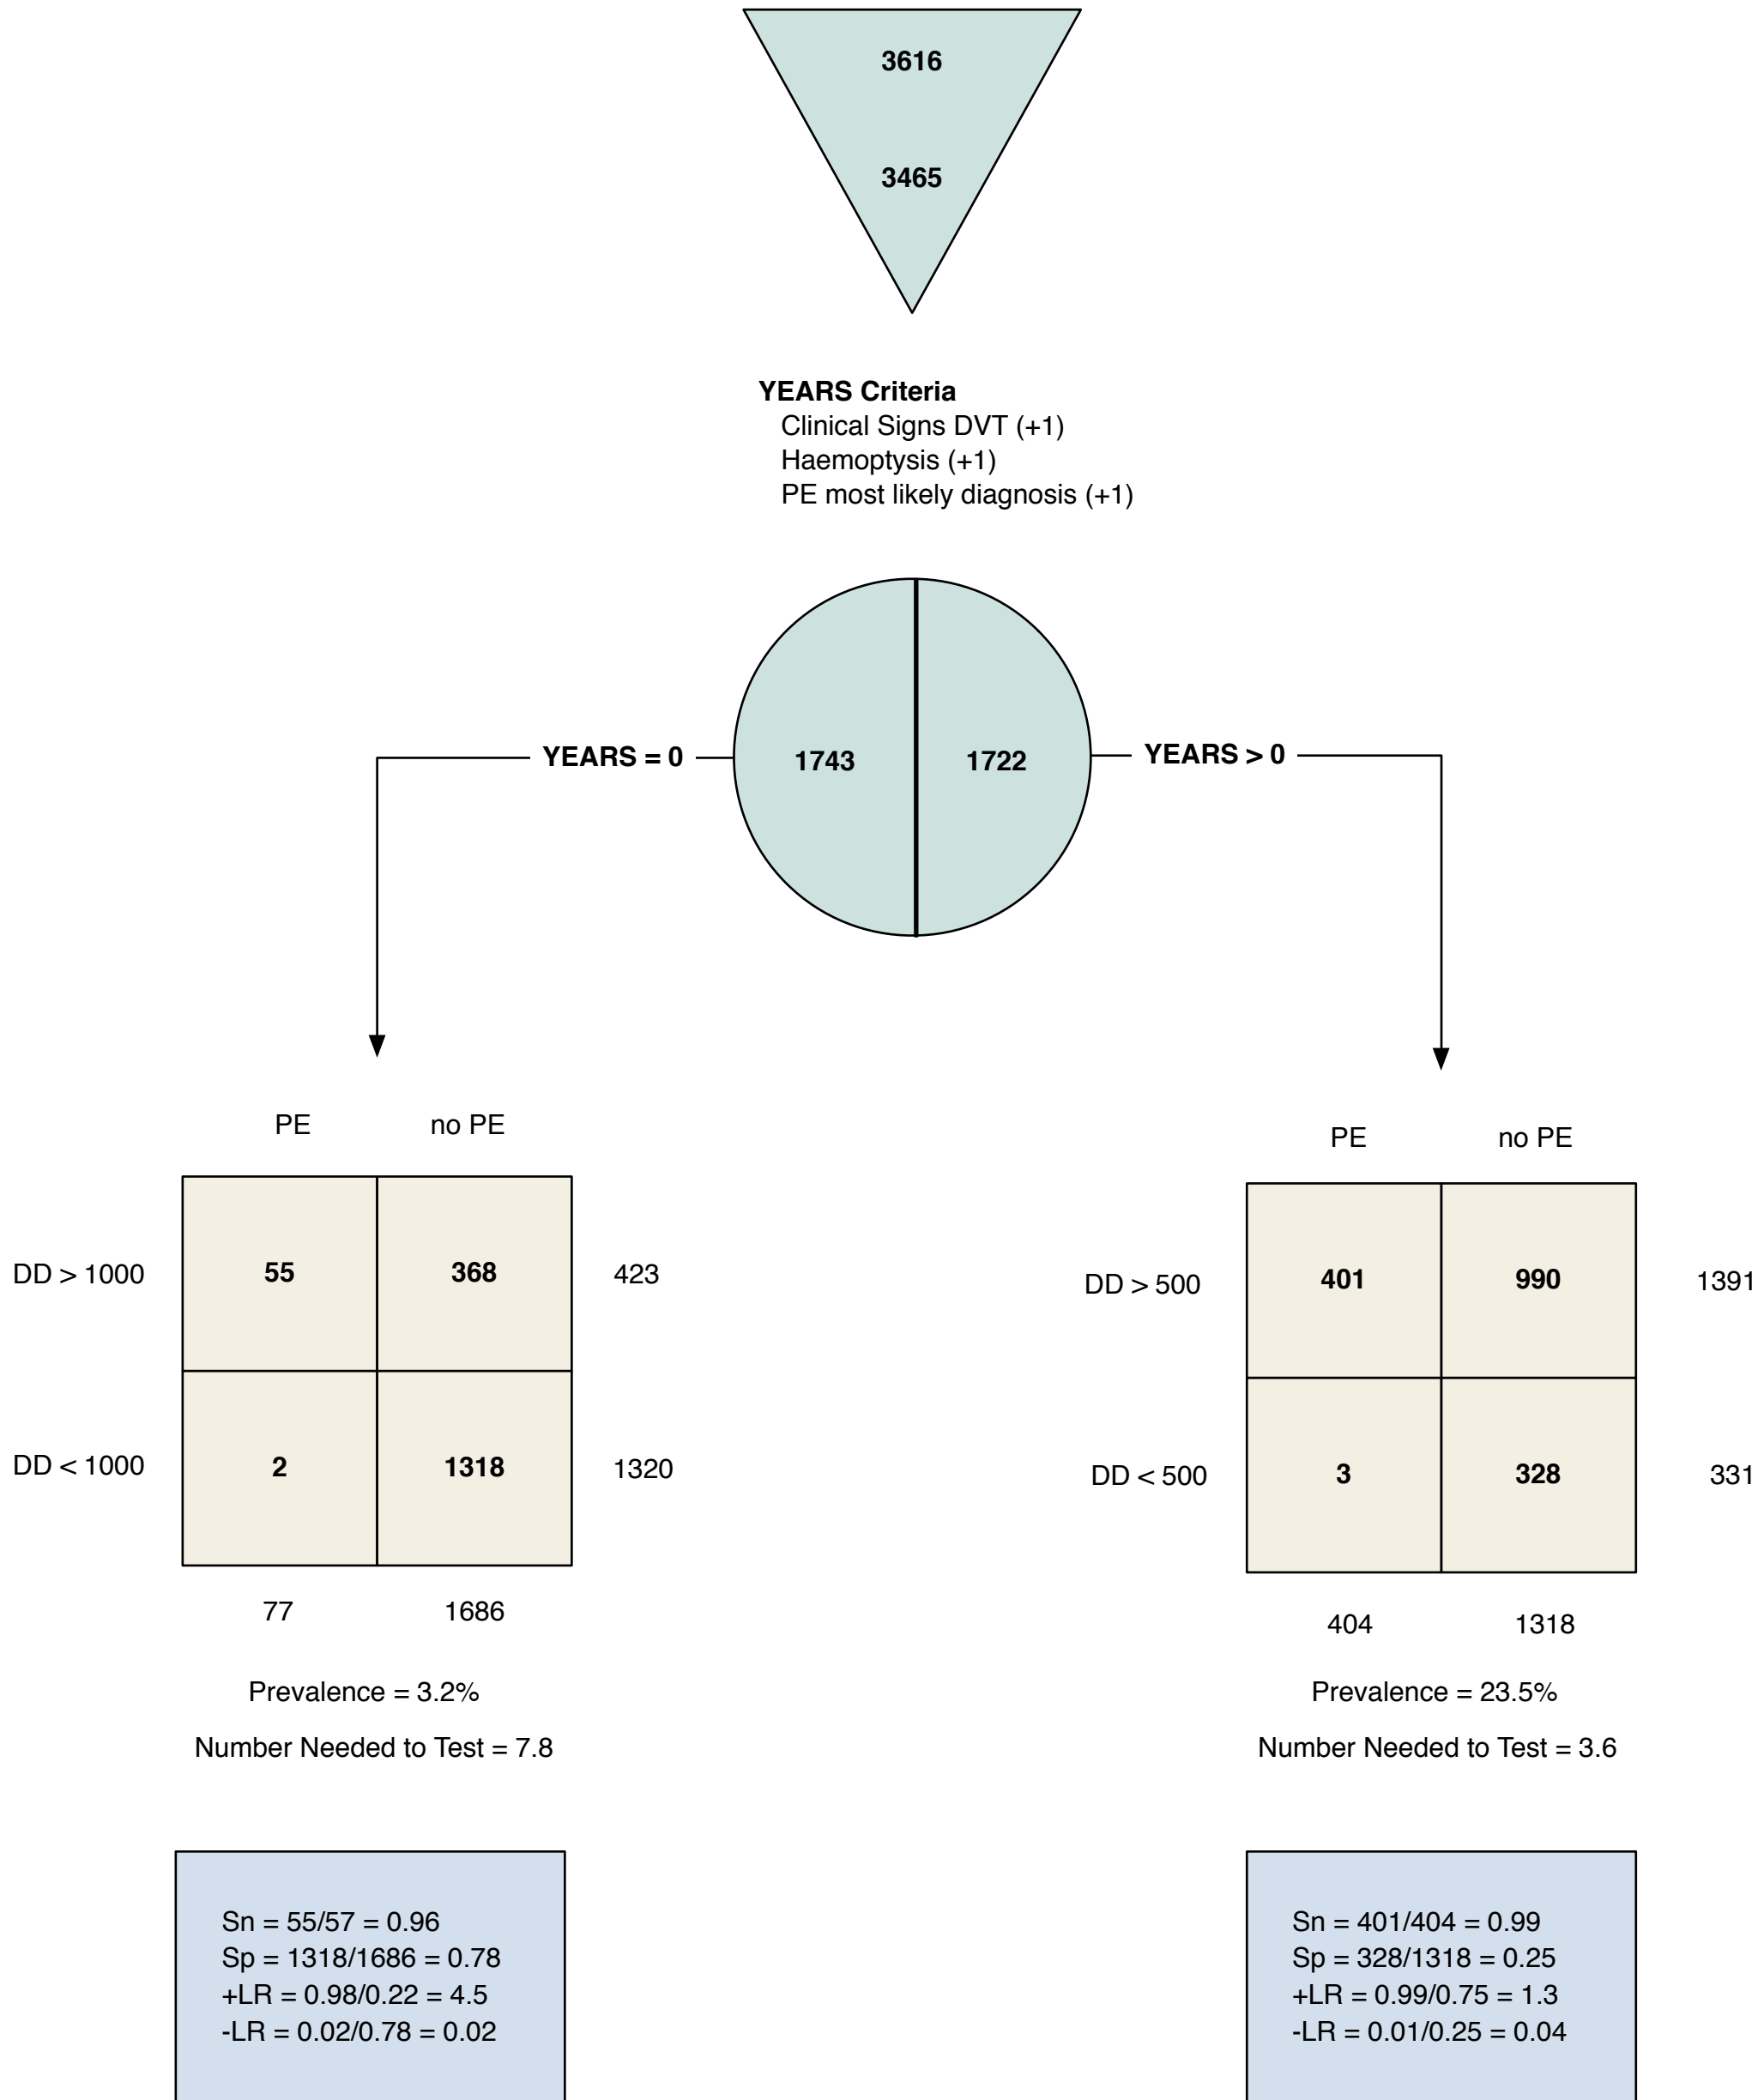 3616
3465
YEARS Criteria
Clinical Signs DVT (+1)
Haemoptysis (+1)
PE most likely diagnosis (+1)
YEARS = 0
1743
1722
YEARS > 0
PE
no PE
DD > 1000
55
368
423
DD < 1000
2
1318
1320
77
1686
Prevalence = 3.2%
Number Needed to Test = 7.8
Sn = 55/57 = 0.96
Sp = 1318/1686 = 0.78
+LR = 0.98/0.22 = 4.5
-LR = 0.02/0.78 = 0.02
PE
no PE
DD > 500
401
990
1391
DD < 500
3
328
331
404
1318
Prevalence = 23.5%
Number Needed to Test = 3.6
Sn = 401/404 = 0.99
Sp = 328/1318 = 0.25
+LR = 0.99/0.75 = 1.3
-LR = 0.01/0.25 = 0.04